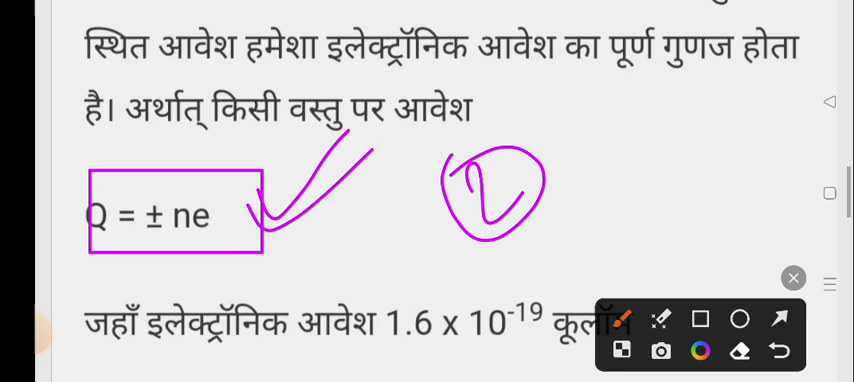 स्थित आवेश हमेशा इलेक्ट्रॉनिक आवेश का पूर्ण गुणज होता
है। अर्थात् किसी वस्तु पर आवेश
Q = ± ne
2
जहाँ इलेक्ट्रॉनिक आवेश 1.6 x 10⁻¹⁹ कूलॉम